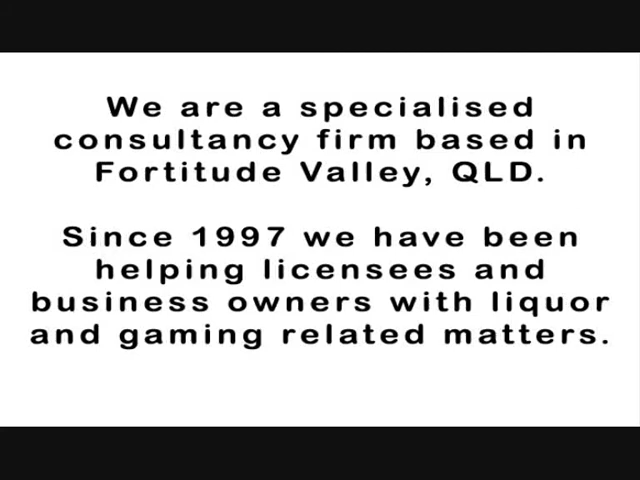 We are a specialised
consultancy firm based in
Fortitude Valley, QLD.
Since 1997 we have been
helping licensees and
business owners with liquor
and gaming related matters.